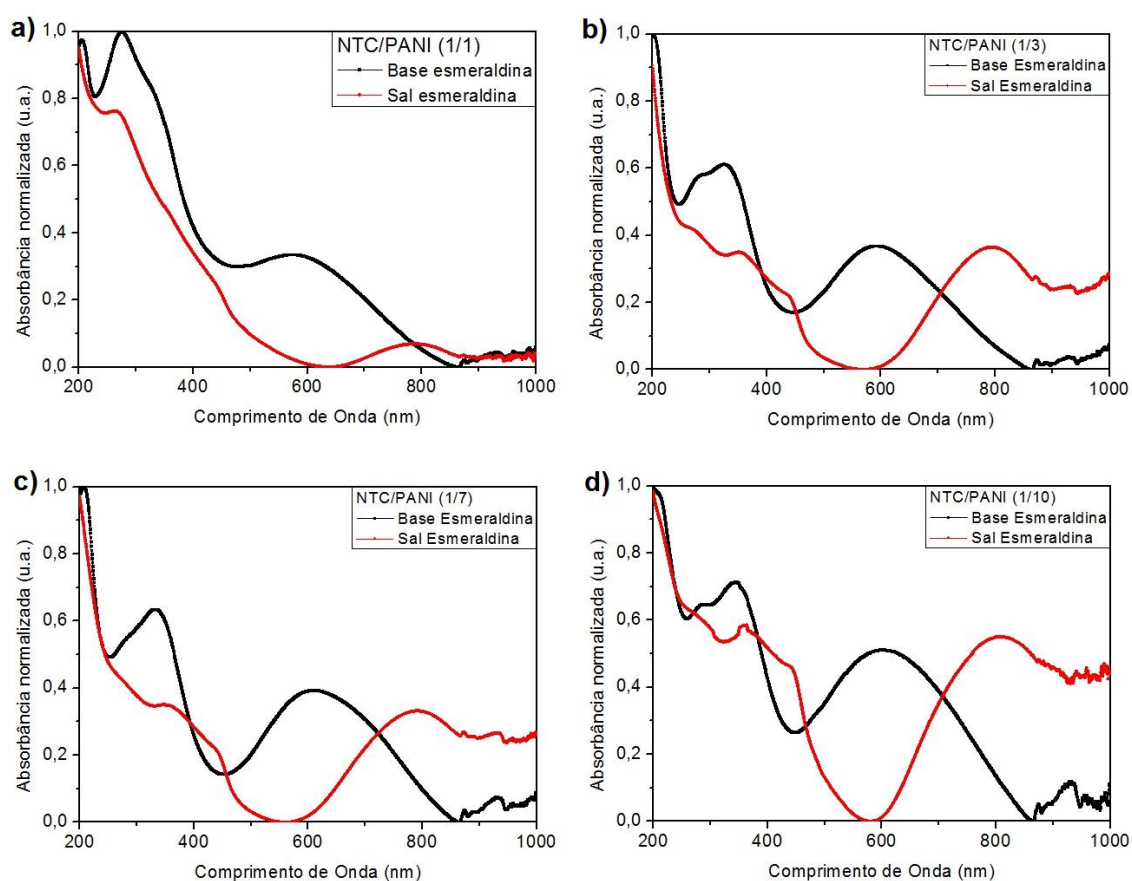 a)
NTC/PANI (1/1)
Base esmeraldina
Sal esmeraldina
Absorbância normalizada (u.a.)
1,0
0,8
0,6
0,4
0,2
0,0
200 400 600 800 1000
Comprimento de Onda (nm)
b)
NTC/PANI (1/3)
Base Esmeraldina
Sal Esmeraldina
Absorbância normalizada (u.a.)
1,0
0,8
0,6
0,4
0,2
0,0
200 400 600 800 1000
Comprimento de Onda (nm)
c)
NTC/PANI (1/7)
Base Esmeraldina
Sal Esmeraldina
Absorbância normalizada (u.a.)
1,0
0,8
0,6
0,4
0,2
0,0
200 400 600 800 1000
Comprimento de Onda (nm)
d)
NTC/PANI (1/10)
Base Esmeraldina
Sal Esmeraldina
Absorbância normalizada (u.a.)
1,0
0,8
0,6
0,4
0,2
0,0
200 400 600 800 1000
Comprimento de Onda (nm)